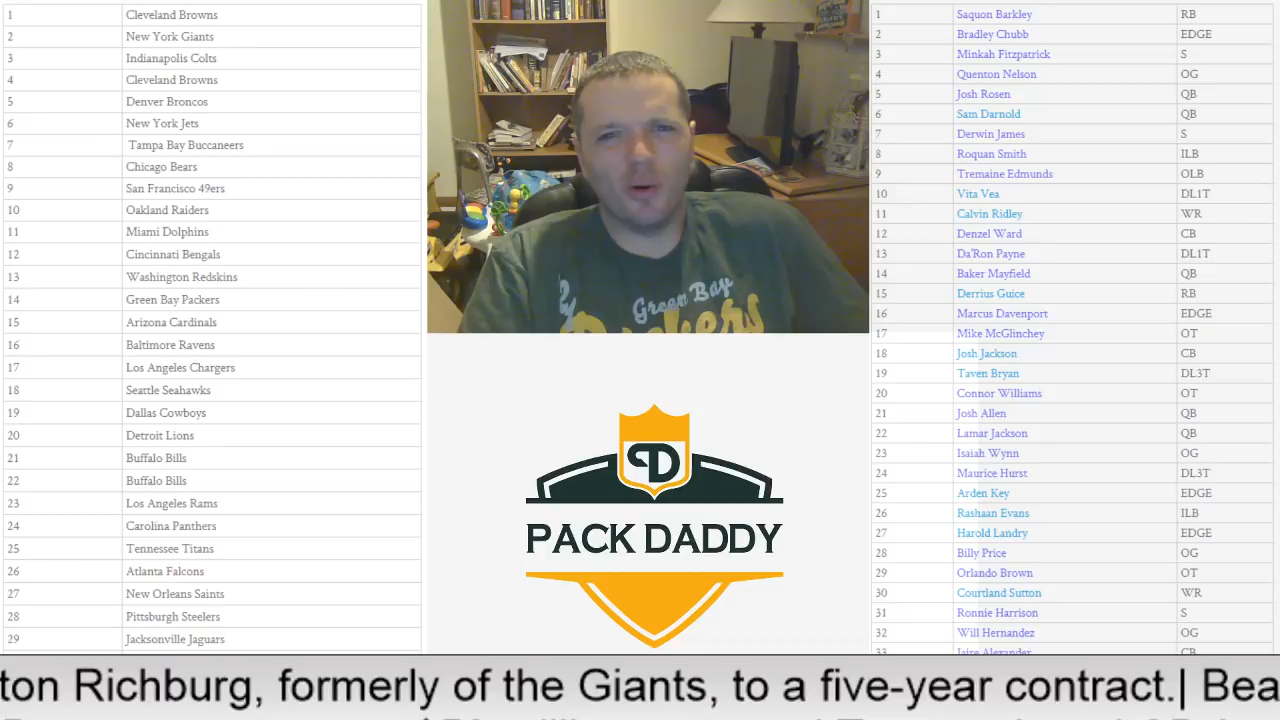 1 Cleveland Browns
2 New York Giants
3 Indianapolis Colts
4 Cleveland Browns
5 Denver Broncos
6 New York Jets
7 Tampa Bay Buccaneers
8 Chicago Bears
9 San Francisco 49ers
10 Oakland Raiders
11 Miami Dolphins
12 Cincinnati Bengals
13 Washington Redskins
14 Green Bay Packers
15 Arizona Cardinals
16 Baltimore Ravens
17 Los Angeles Chargers
18 Seattle Seahawks
19 Dallas Cowboys
20 Detroit Lions
21 Buffalo Bills
22 Buffalo Bills
23 Los Angeles Rams
24 Carolina Panthers
25 Tennessee Titans
26 Atlanta Falcons
27 New Orleans Saints
28 Pittsburgh Steelers
29 Jacksonville Jaguars
Green Bay
Packers
PD
PACK DADDY
1 Saquon Barkley RB
2 Bradley Chubb EDGE
3 Minkah Fitzpatrick S
4 Quenton Nelson OG
5 Josh Rosen QB
6 Sam Darnold QB
7 Derwin James S
8 Roquan Smith ILB
9 Tremaine Edmunds OLB
10 Vita Vea DL1T
11 Calvin Ridley WR
12 Denzel Ward CB
13 Da'Ron Payne DL1T
14 Baker Mayfield QB
15 Derrius Guice RB
16 Marcus Davenport EDGE
17 Mike McGlinchey OT
18 Josh Jackson CB
19 Taven Bryan DL3T
20 Connor Williams OT
21 Josh Allen QB
22 Lamar Jackson QB
23 Isaiah Wynn OG
24 Maurice Hurst DL3T
25 Arden Key EDGE
26 Rashaan Evans ILB
27 Harold Landry EDGE
28 Billy Price OG
29 Orlando Brown OT
30 Courtland Sutton WR
31 Ronnie Harrison S
32 Will Hernandez OG
33 Jaire Alexander CB
ton Richburg, formerly of the Giants, to a five-year contract.| Bea